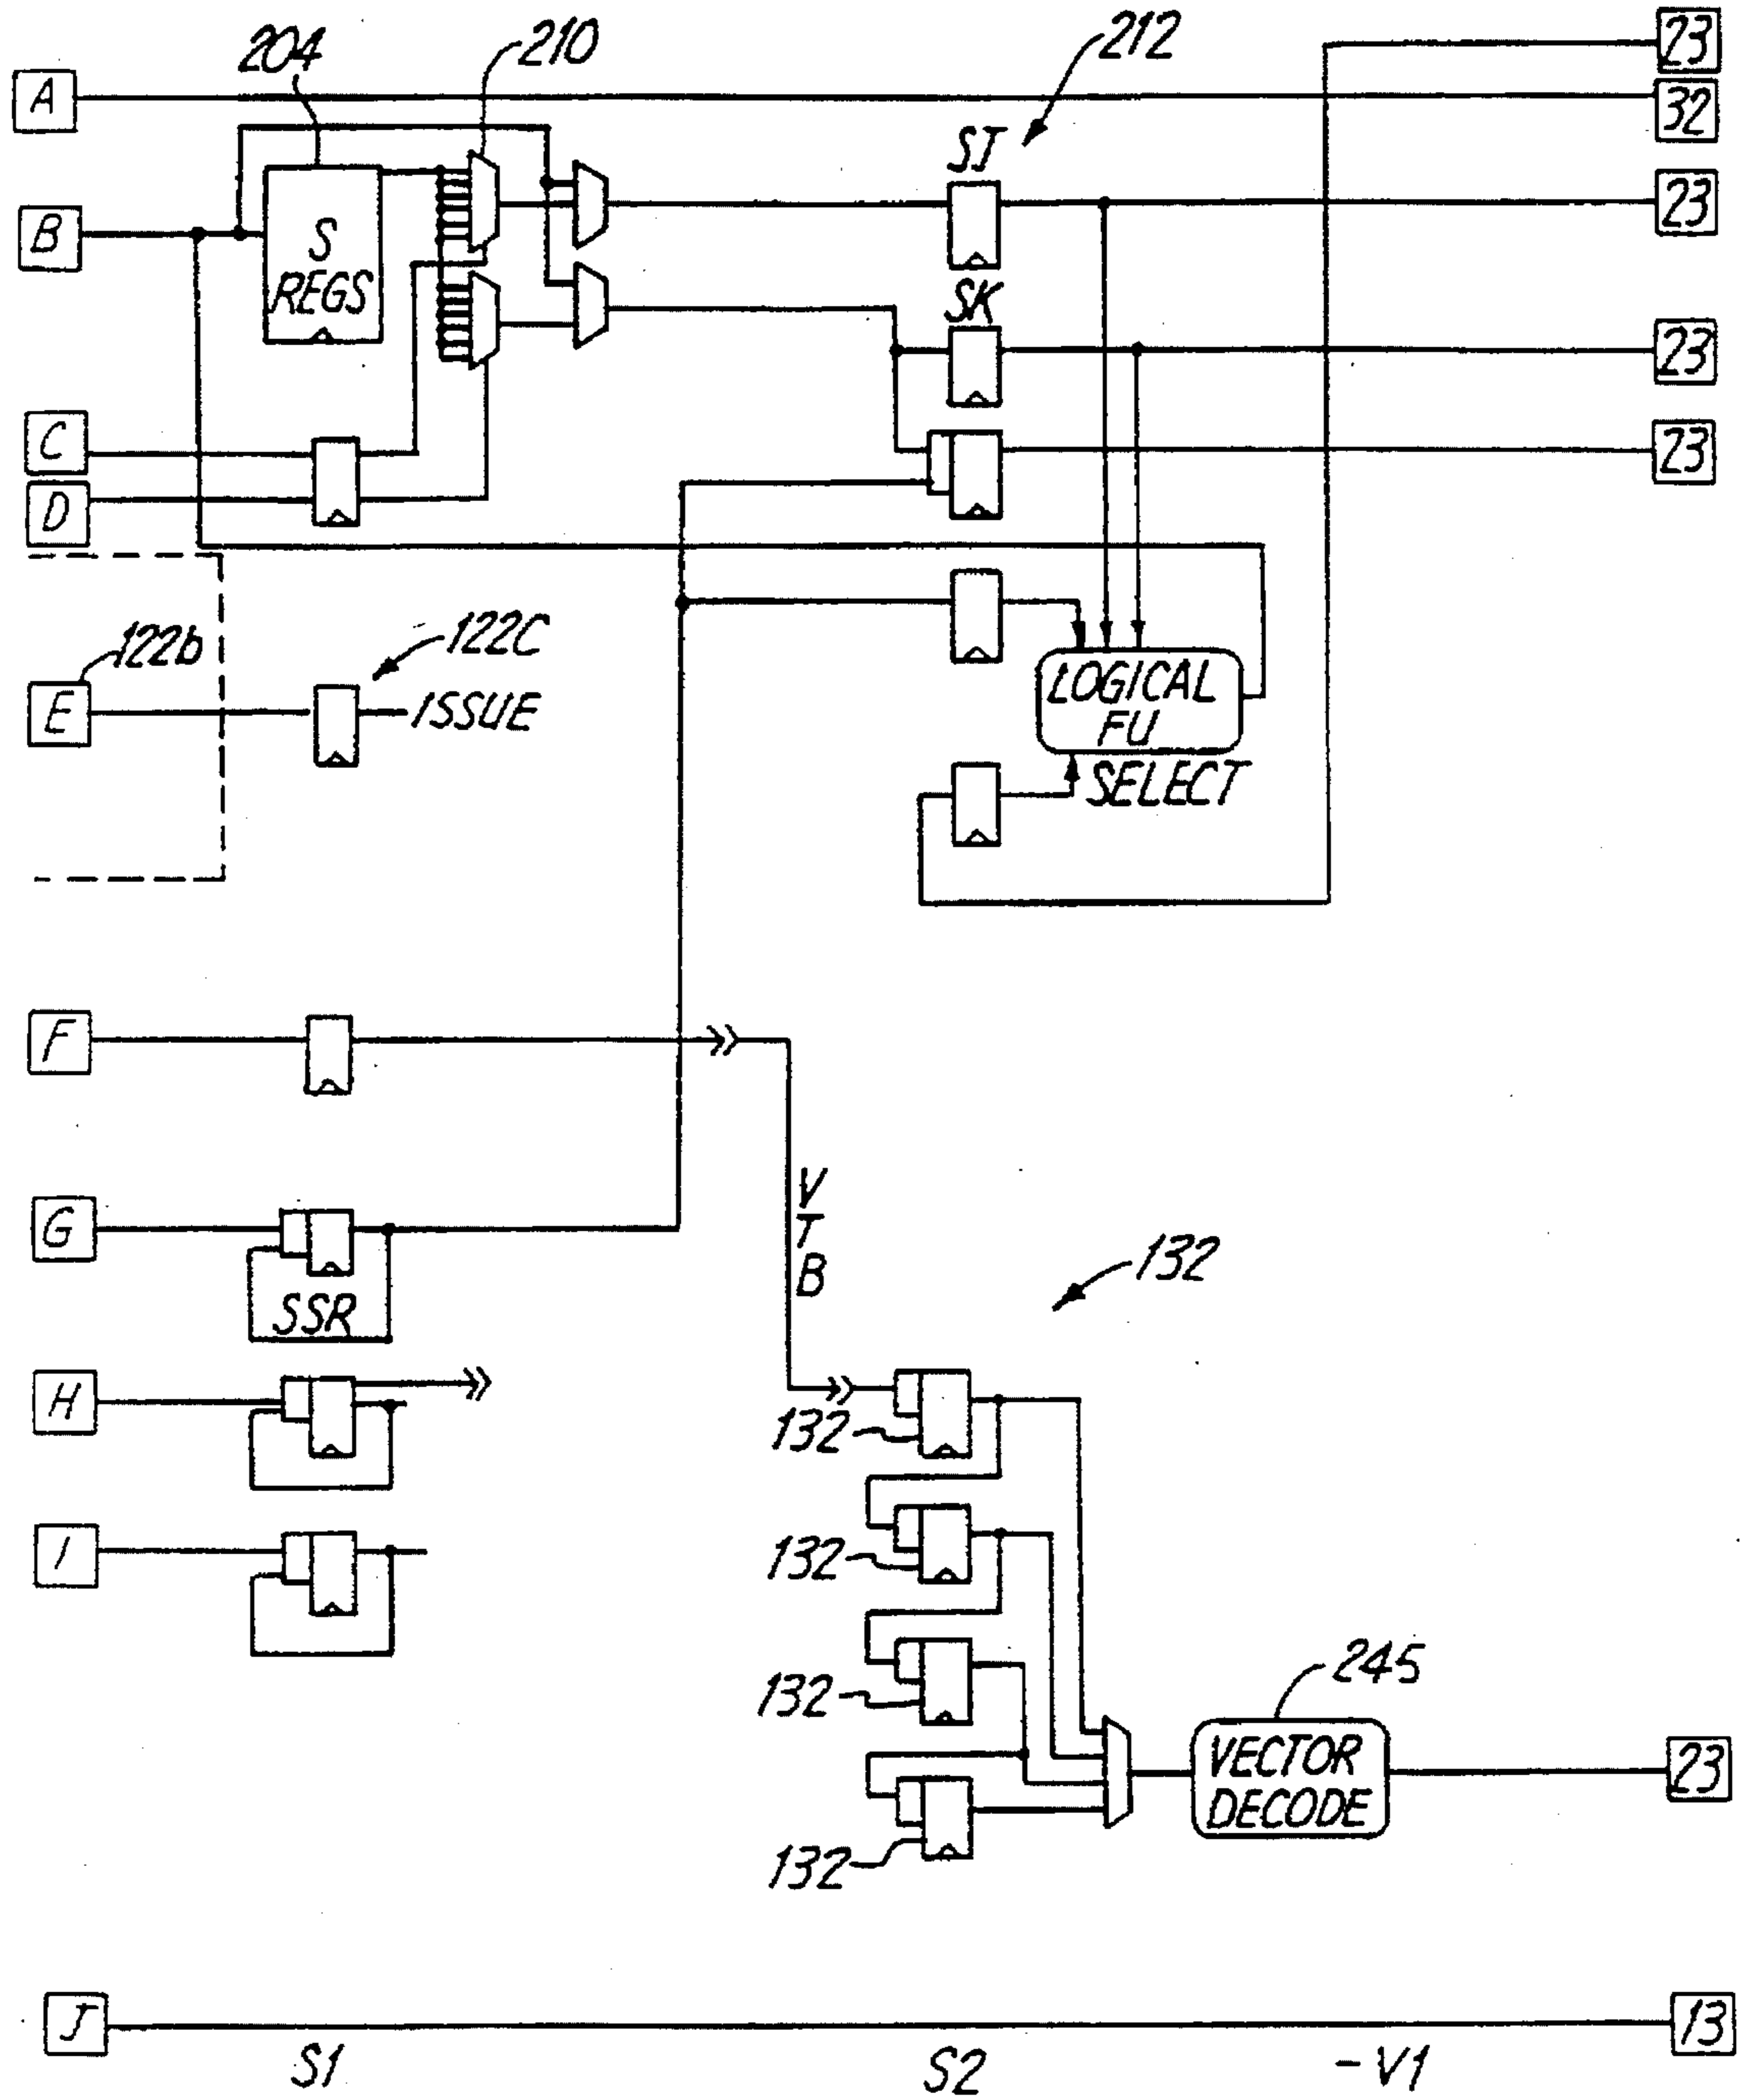 204
210
212
23
A
32
SJ
B
S
REGS
23
SK
23
C
23
D
122b
122C
E
ISSUE
LOGICAL
FU
SELECT
F
V
T
B
G
132
SSR
H
132
I
132
132
245
VECTOR
DECODE
23
132
J
13
S1
S2
-V1